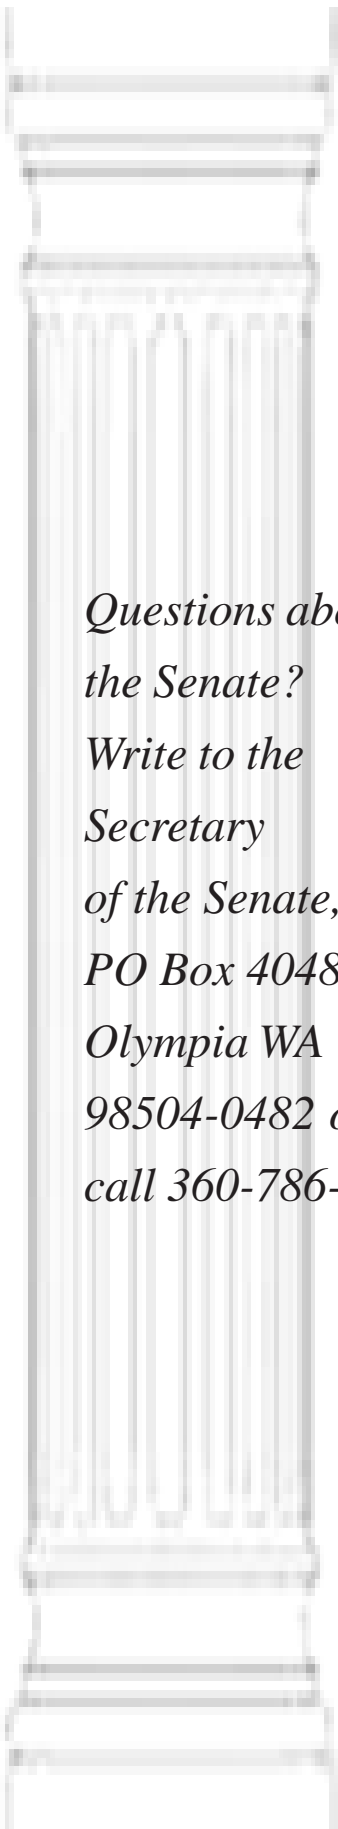 Questions abo
the Senate?
Write to the
Secretary
of the Senate,
PO Box 4048
Olympia WA
98504-0482 o
call 360-786-